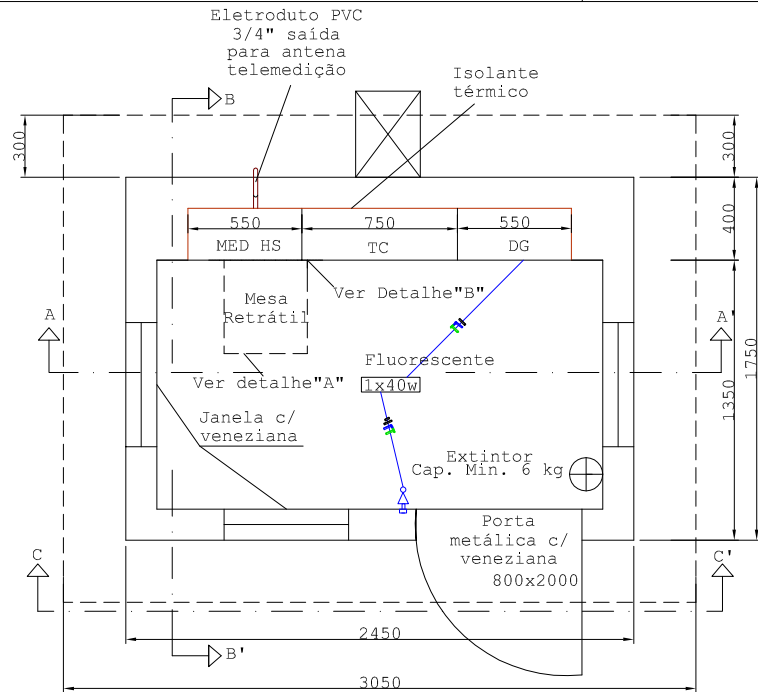 Eletroduto PVC
3/4" saída
para antena
telemedição
Isolante
térmico
B
300
300
550
750
550
400
MED HS
TC
DG
Mesa
Retrátil
Ver Detalhe"B"
A
A'
Fluorescente
1x40w
Ver detalhe"A"
1750
1350
Janela c/
veneziana
Extintor
Cap. Min. 6 kg
Porta
metálica c/
veneziana
800x2000
C
C'
2450
B'
3050